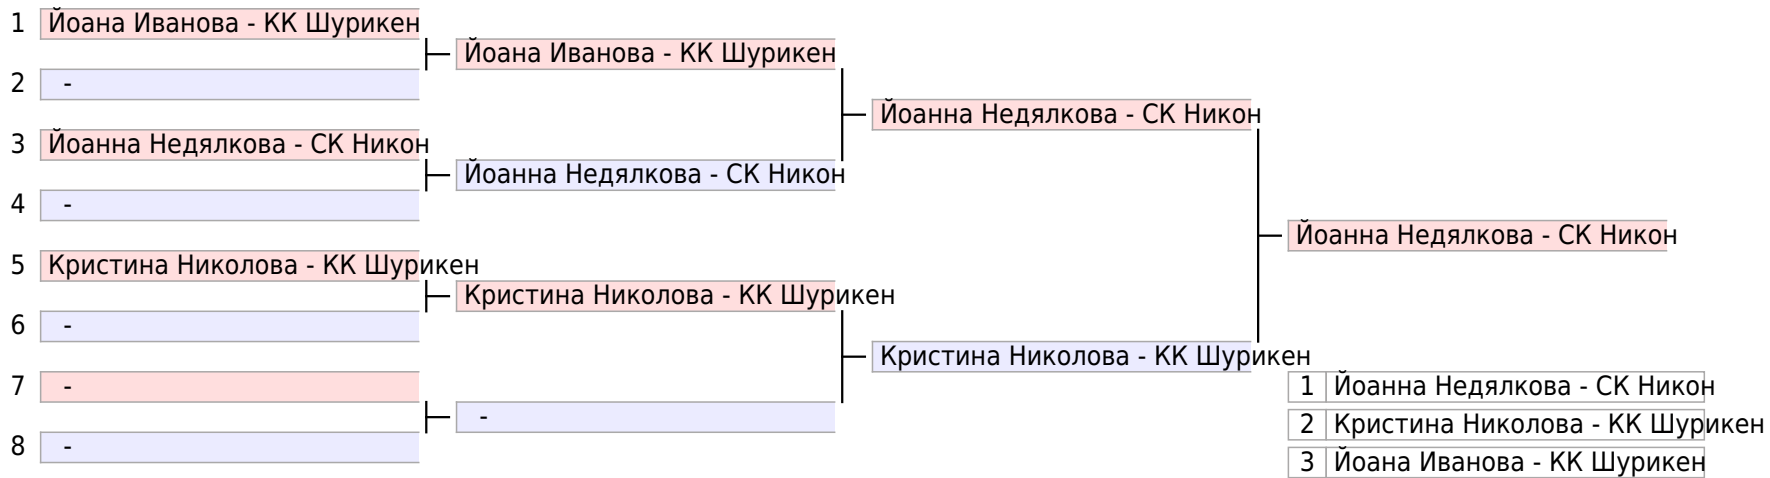 1 Йоана Иванова - КК Шурикен
2 -
3 Йоанна Недялкова - СК Никон
4 -
5 Кристина Николова - КК Шурикен
6 -
7 -
8 -
Йоана Иванова - КК Шурикен
Йоанна Недялкова - СК Никон
Кристина Николова - КК Шурикен
-
Йоанна Недялкова - СК Никон
Кристина Николова - КК Шурикен
Йоанна Недялкова - СК Никон
1 Йоанна Недялкова - СК Никон
2 Кристина Николова - КК Шурикен
3 Йоана Иванова - КК Шурикен